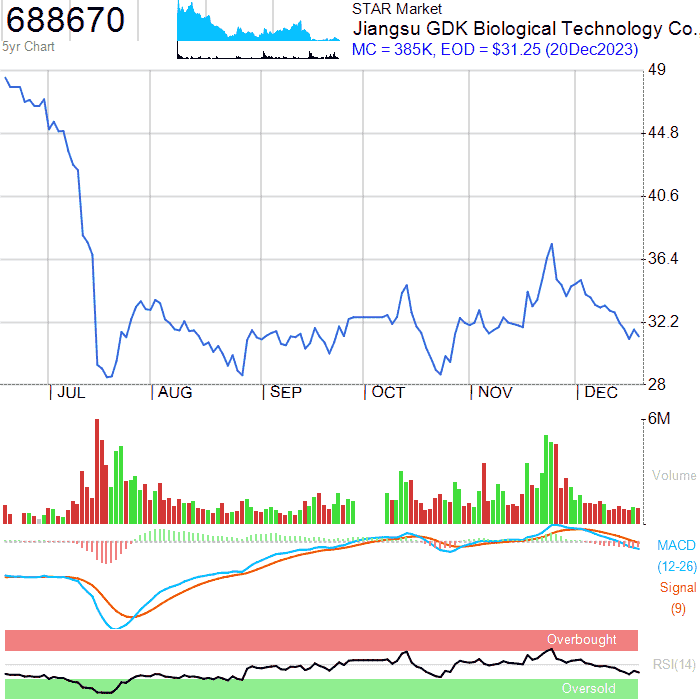 688670
5yr Chart
STAR Market
Jiangsu GDK Biological Technology Co..
MC = 385K, EOD = $31.25 (20Dec2023)
49
44.8
40.6
36.4
32.2
28
JUL AUG SEP OCT NOV DEC
6M
Volume
MACD
(12-26)
Signal
(9)
Overbought
RSI(14)
Oversold